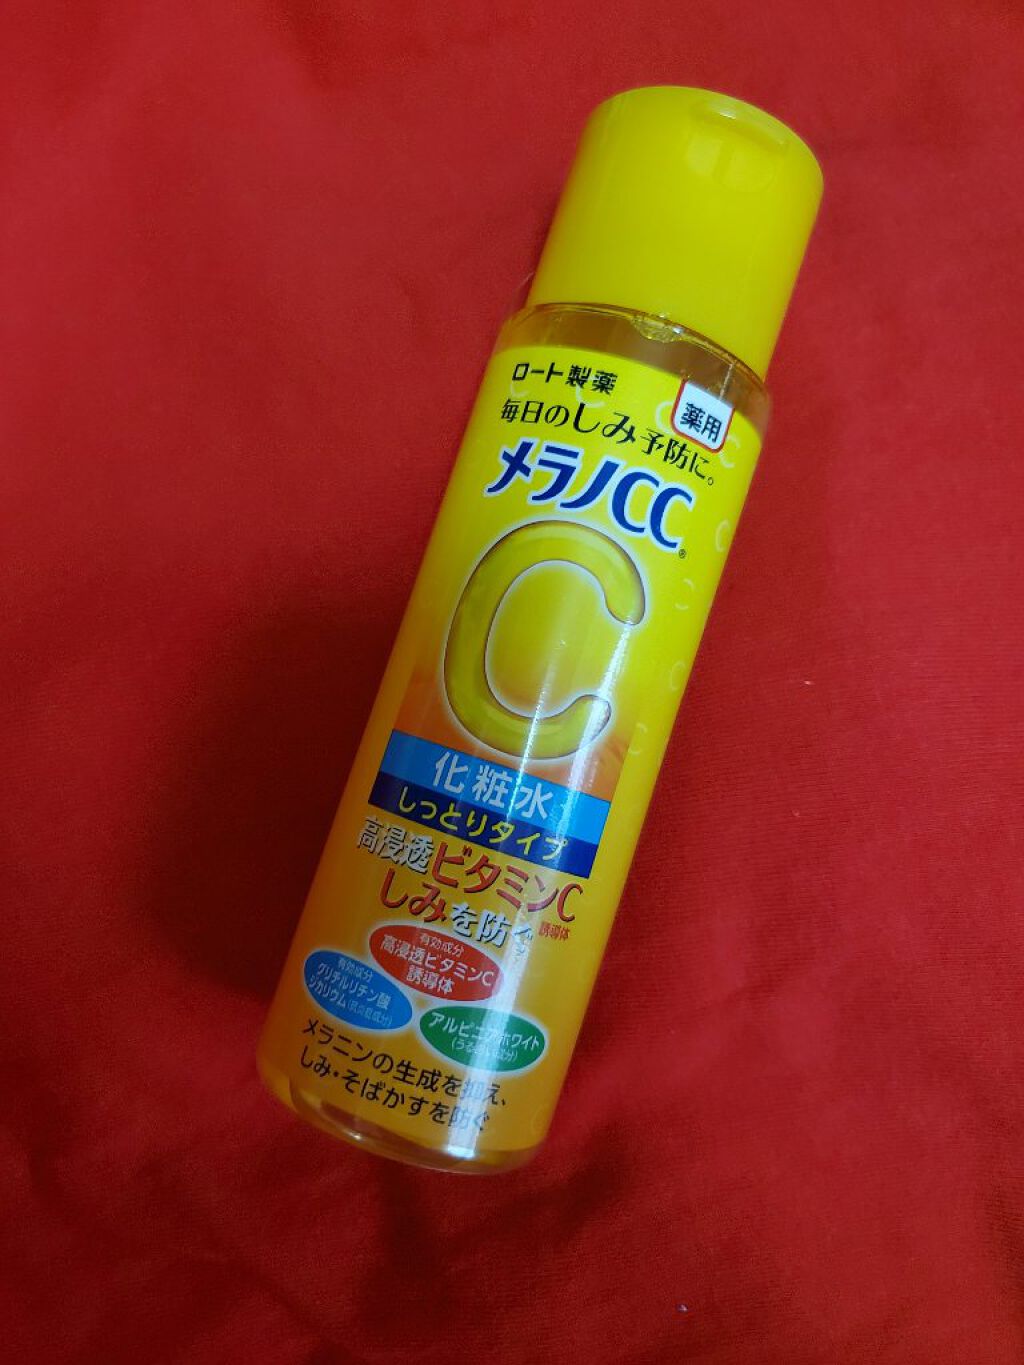 ロート製薬
薬用
毎日のしみ予防に。
メラノCC®
C
化粧水
しっとりタイプ
高浸透ビタミンC
誘導体
しみを防ぐ
有効成分
高浸透ビタミンC
誘導体
有効成分
グリチルリチン酸
ジカリウム(抗炎症成分)
アルピニアホワイト
メラニンの生成を抑え、
しみ・そばかすを防ぐ